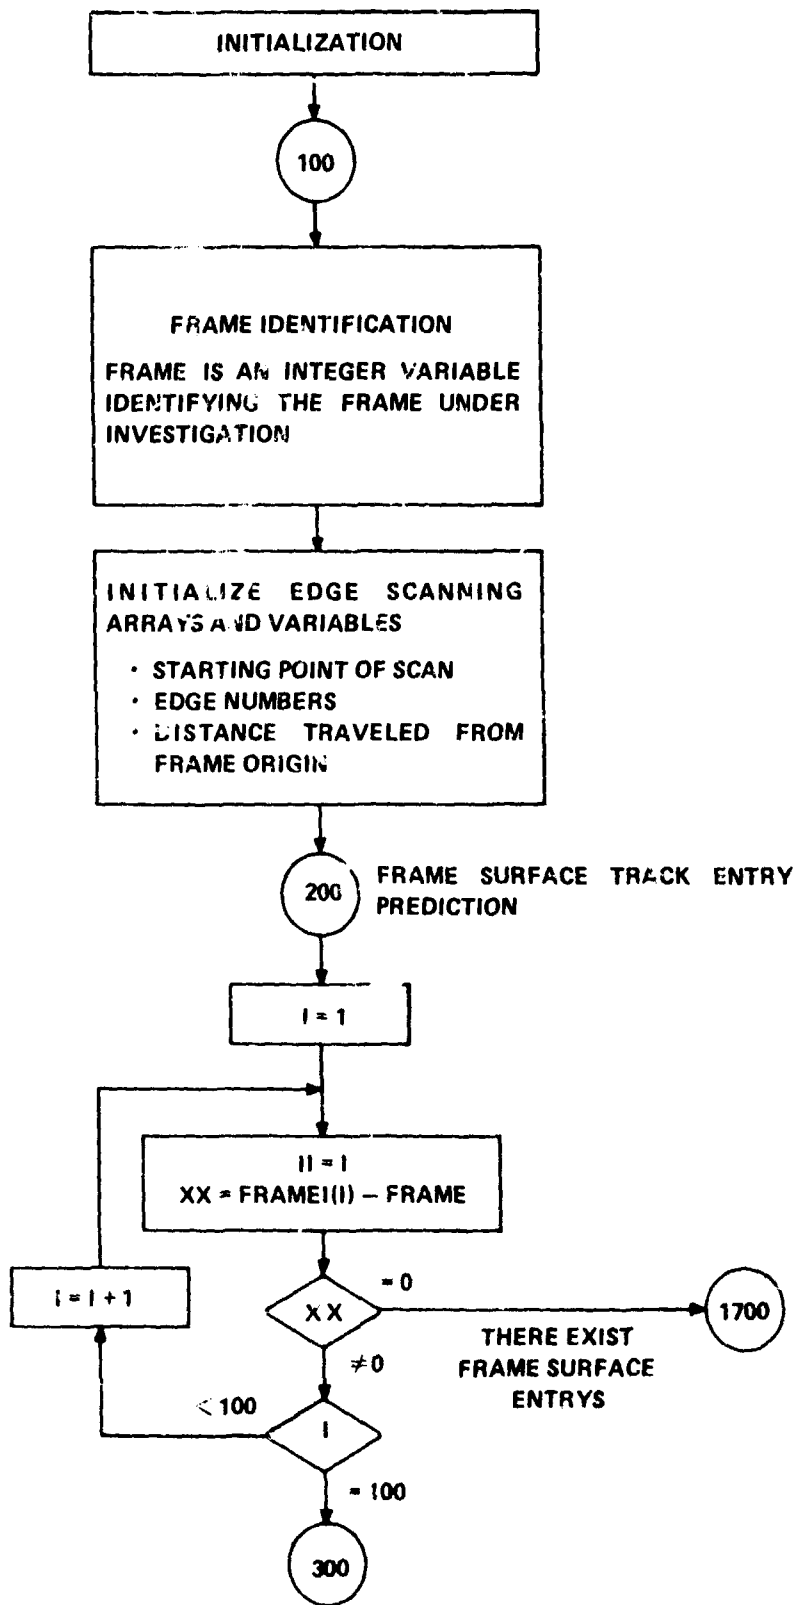 INITIALIZATION
100
FRAME IDENTIFICATION
FRAME IS AN INTEGER VARIABLE
IDENTIFYING THE FRAME UNDER
INVESTIGATION
INITIALIZE EDGE SCANNING
ARRAYS AND VARIABLES
· STARTING POINT OF SCAN
· EDGE NUMBERS
· DISTANCE TRAVELED FROM
FRAME ORIGIN
200
FRAME SURFACE TRACK ENTRY
PREDICTION
I = 1
II = I
XX = FRAMEI(I) – FRAME
I = I + 1
XX
= 0
1700
THERE EXIST
FRAME SURFACE
ENTRYS
≠0
< 100
I
= 100
300